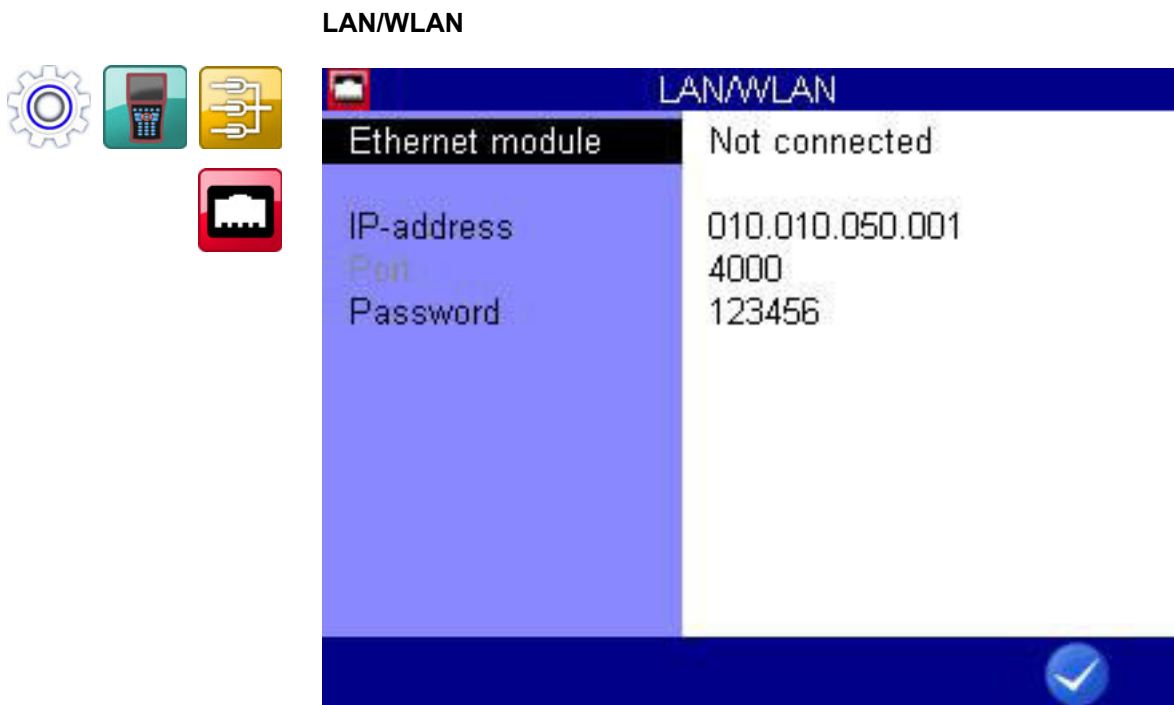 LAN/WLAN
LAN/WLAN
Ethernet module Not connected
IP-address 010.010.050.001
Port 4000
Password 123456